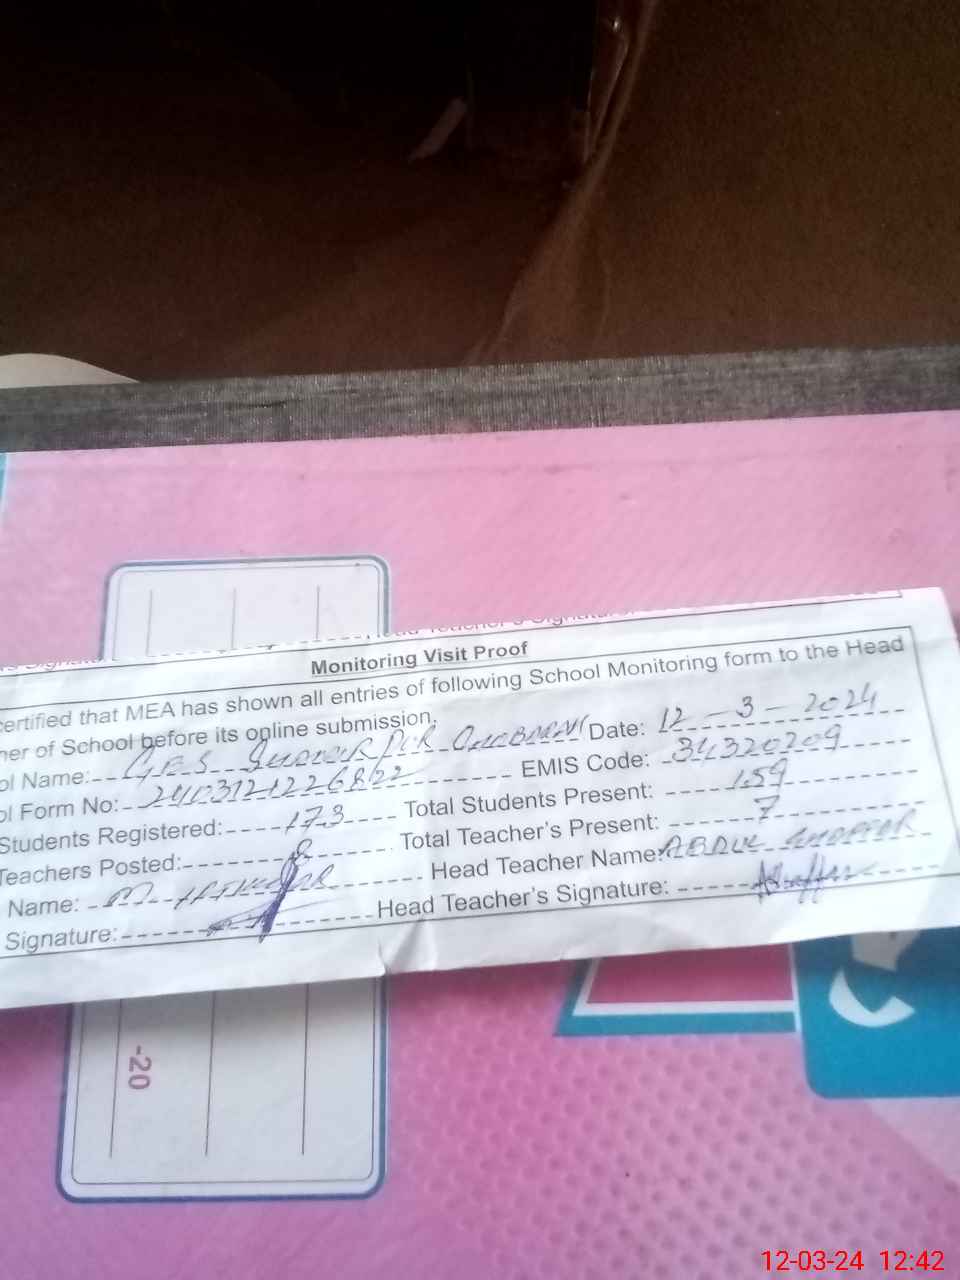 Monitoring Visit Proof
certified that MEA has shown all entries of following School Monitoring form to the Head
her of School before its online submission.
ol Name: G.E.S Date: 12-3-2024
ol Form No: EMIS Code: 34320209
Students Registered: 173 Total Students Present: 159
Teachers Posted: 8 Total Teacher's Present: 7
Name: M. Head Teacher Name: ABDUL GHAFFOR
Signature: Head Teacher's Signature:
-20
12-03-24 12:42